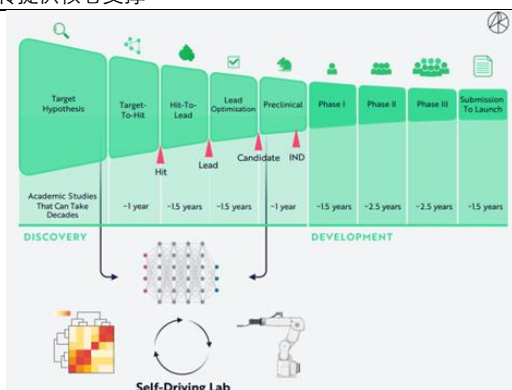 Target
Hypothesis
Target-
To-Hit
Hit-To-
Lead
Lead
Optimization
Preclinical
Phase I
Phase II
Phase III
Submission
To Launch
Hit
Lead
Candidate
IND
Academic Studies
That Can Take
Decades
~1 year
~1.5 years
~1.5 years
~1 year
~1.5 years
~2.5 years
~2.5 years
~1.5 years
DISCOVERY
DEVELOPMENT
Self-Driving Lab